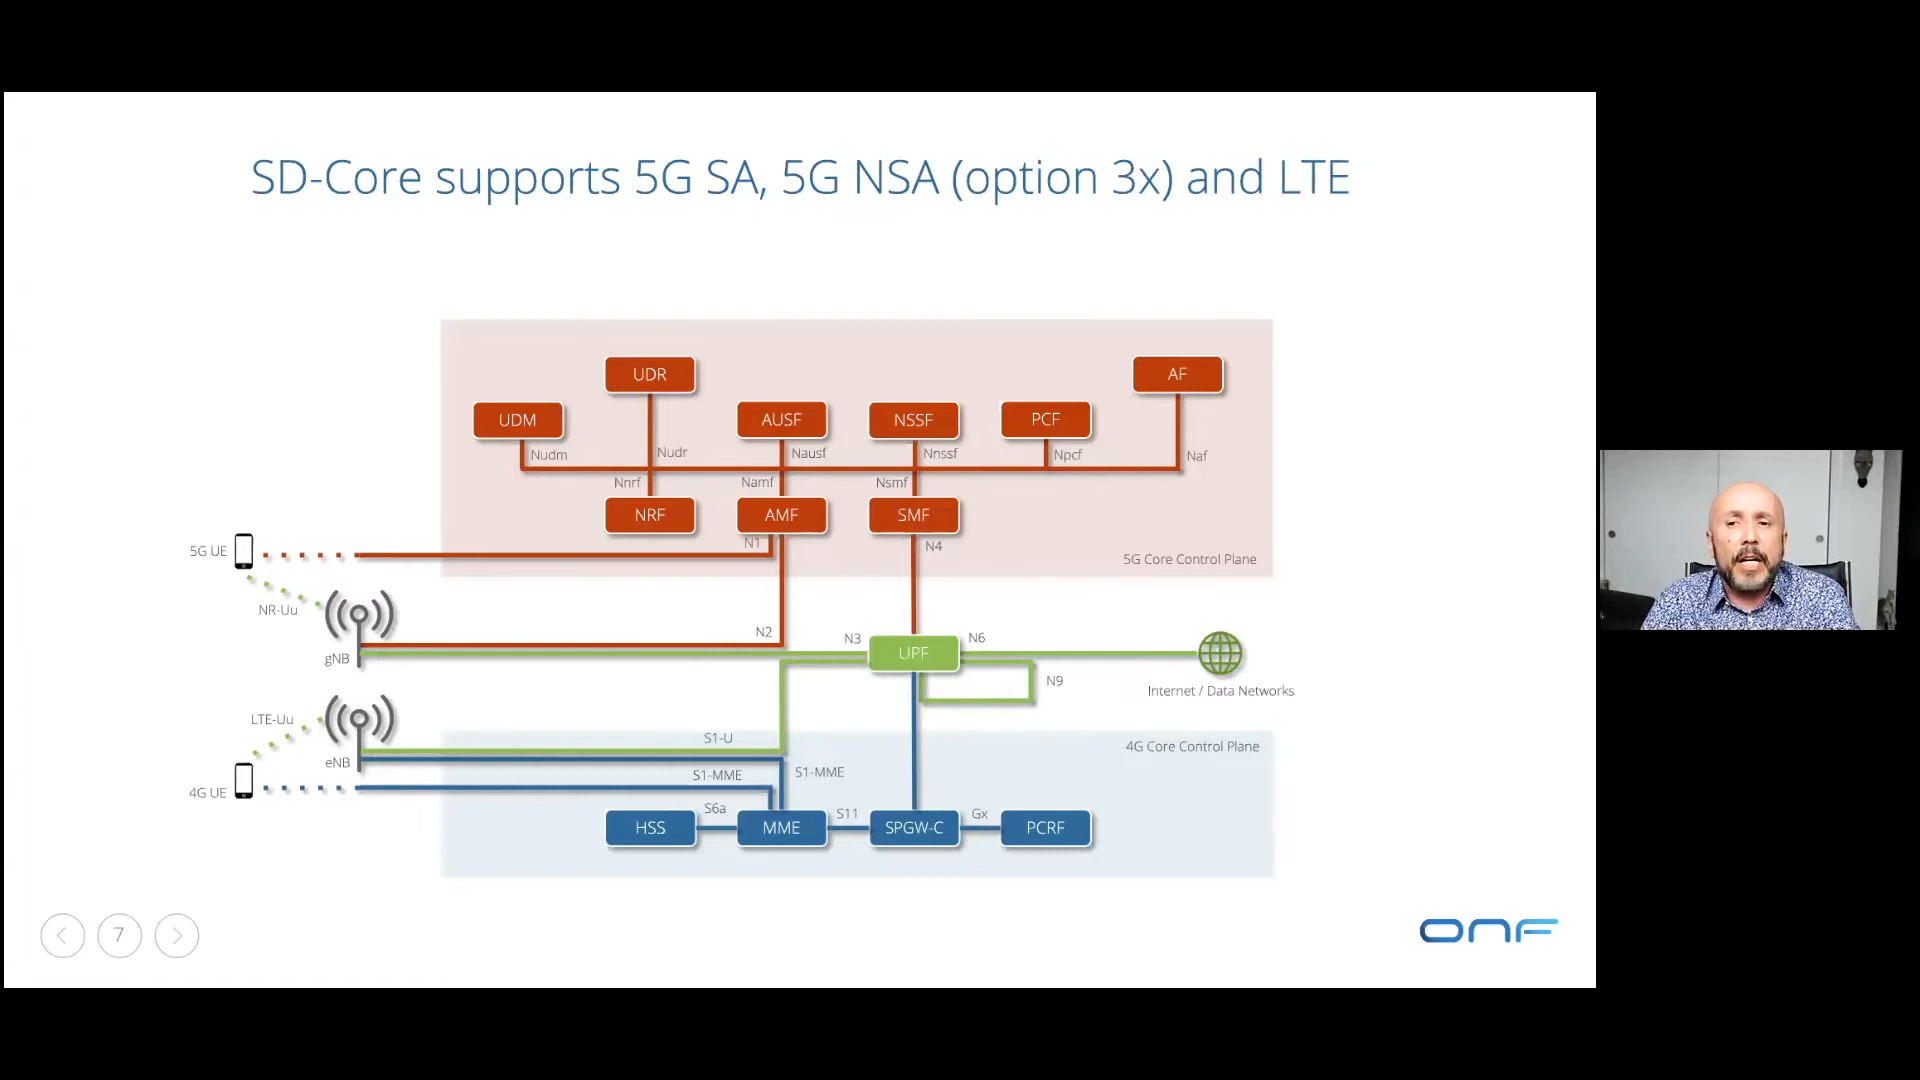 SD-Core supports 5G SA, 5G NSA (option 3x) and LTE
UDR
AF
UDM
AUSF
NSSF
PCF
Nudm
Nudr
Nausf
Nnssf
Npcf
Naf
Nnrf
Namf
Nsmf
NRF
AMF
SMF
5G UE
N1
N4
5G Core Control Plane
NR-Uu
gNB
N2
N3
UPF
N6
N9
Internet / Data Networks
LTE-Uu
eNB
S1-U
4G Core Control Plane
S1-MME
S1-MME
4G UE
S6a
S11
Gx
HSS
MME
SPGW-C
PCRF
7
onf